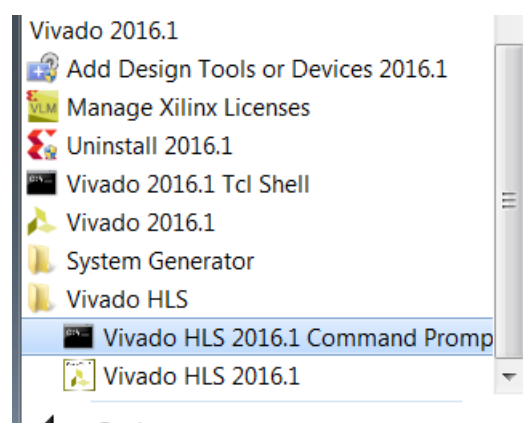 Vivado 2016.1
Add Design Tools or Devices 2016.1
VLM Manage Xilinx Licenses
Uninstall 2016.1
Vivado 2016.1 Tcl Shell
Vivado 2016.1
System Generator
Vivado HLS
Vivado HLS 2016.1 Command Promp
Vivado HLS 2016.1